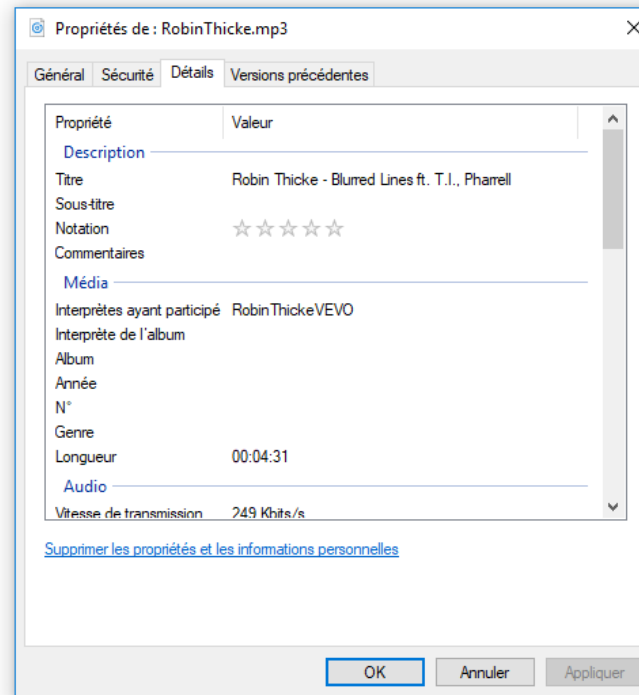 Propriétés de : RobinThicke.mp3
Général Sécurité Détails Versions précédentes
Propriété Valeur
Description
Titre Robin Thicke - Blurred Lines ft. T.I., Pharrell
Sous-titre
Notation
Commentaires
Média
Interprètes ayant participé RobinThickeVEVO
Interprète de l'album
Album
Année
N°
Genre
Longueur 00:04:31
Audio
Vitesse de transmission 249 Kbits/s
Supprimer les propriétés et les informations personnelles
OK Annuler Appliquer